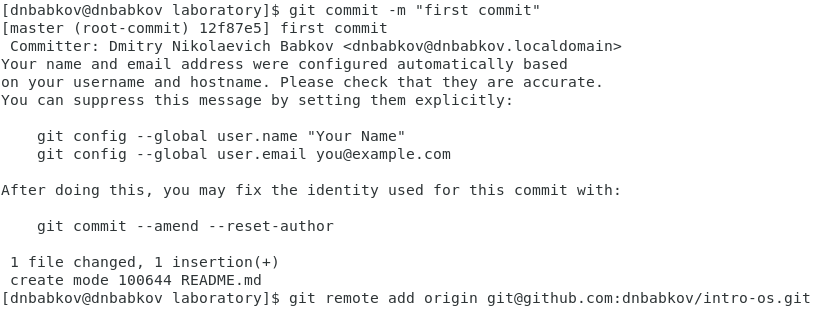 [dnbabkov@dnbabkov laboratory]$ git commit -m "first commit"
[master (root-commit) 12f87e5] first commit
 Committer: Dmitry Nikolaevich Babkov <dnbabkov@dnbabkov.localdomain>
Your name and email address were configured automatically based
on your username and hostname. Please check that they are accurate.
You can suppress this message by setting them explicitly:

    git config --global user.name "Your Name"
    git config --global user.email you@example.com

After doing this, you may fix the identity used for this commit with:

    git commit --amend --reset-author

 1 file changed, 1 insertion(+)
 create mode 100644 README.md
[dnbabkov@dnbabkov laboratory]$ git remote add origin git@github.com:dnbabkov/intro-os.git